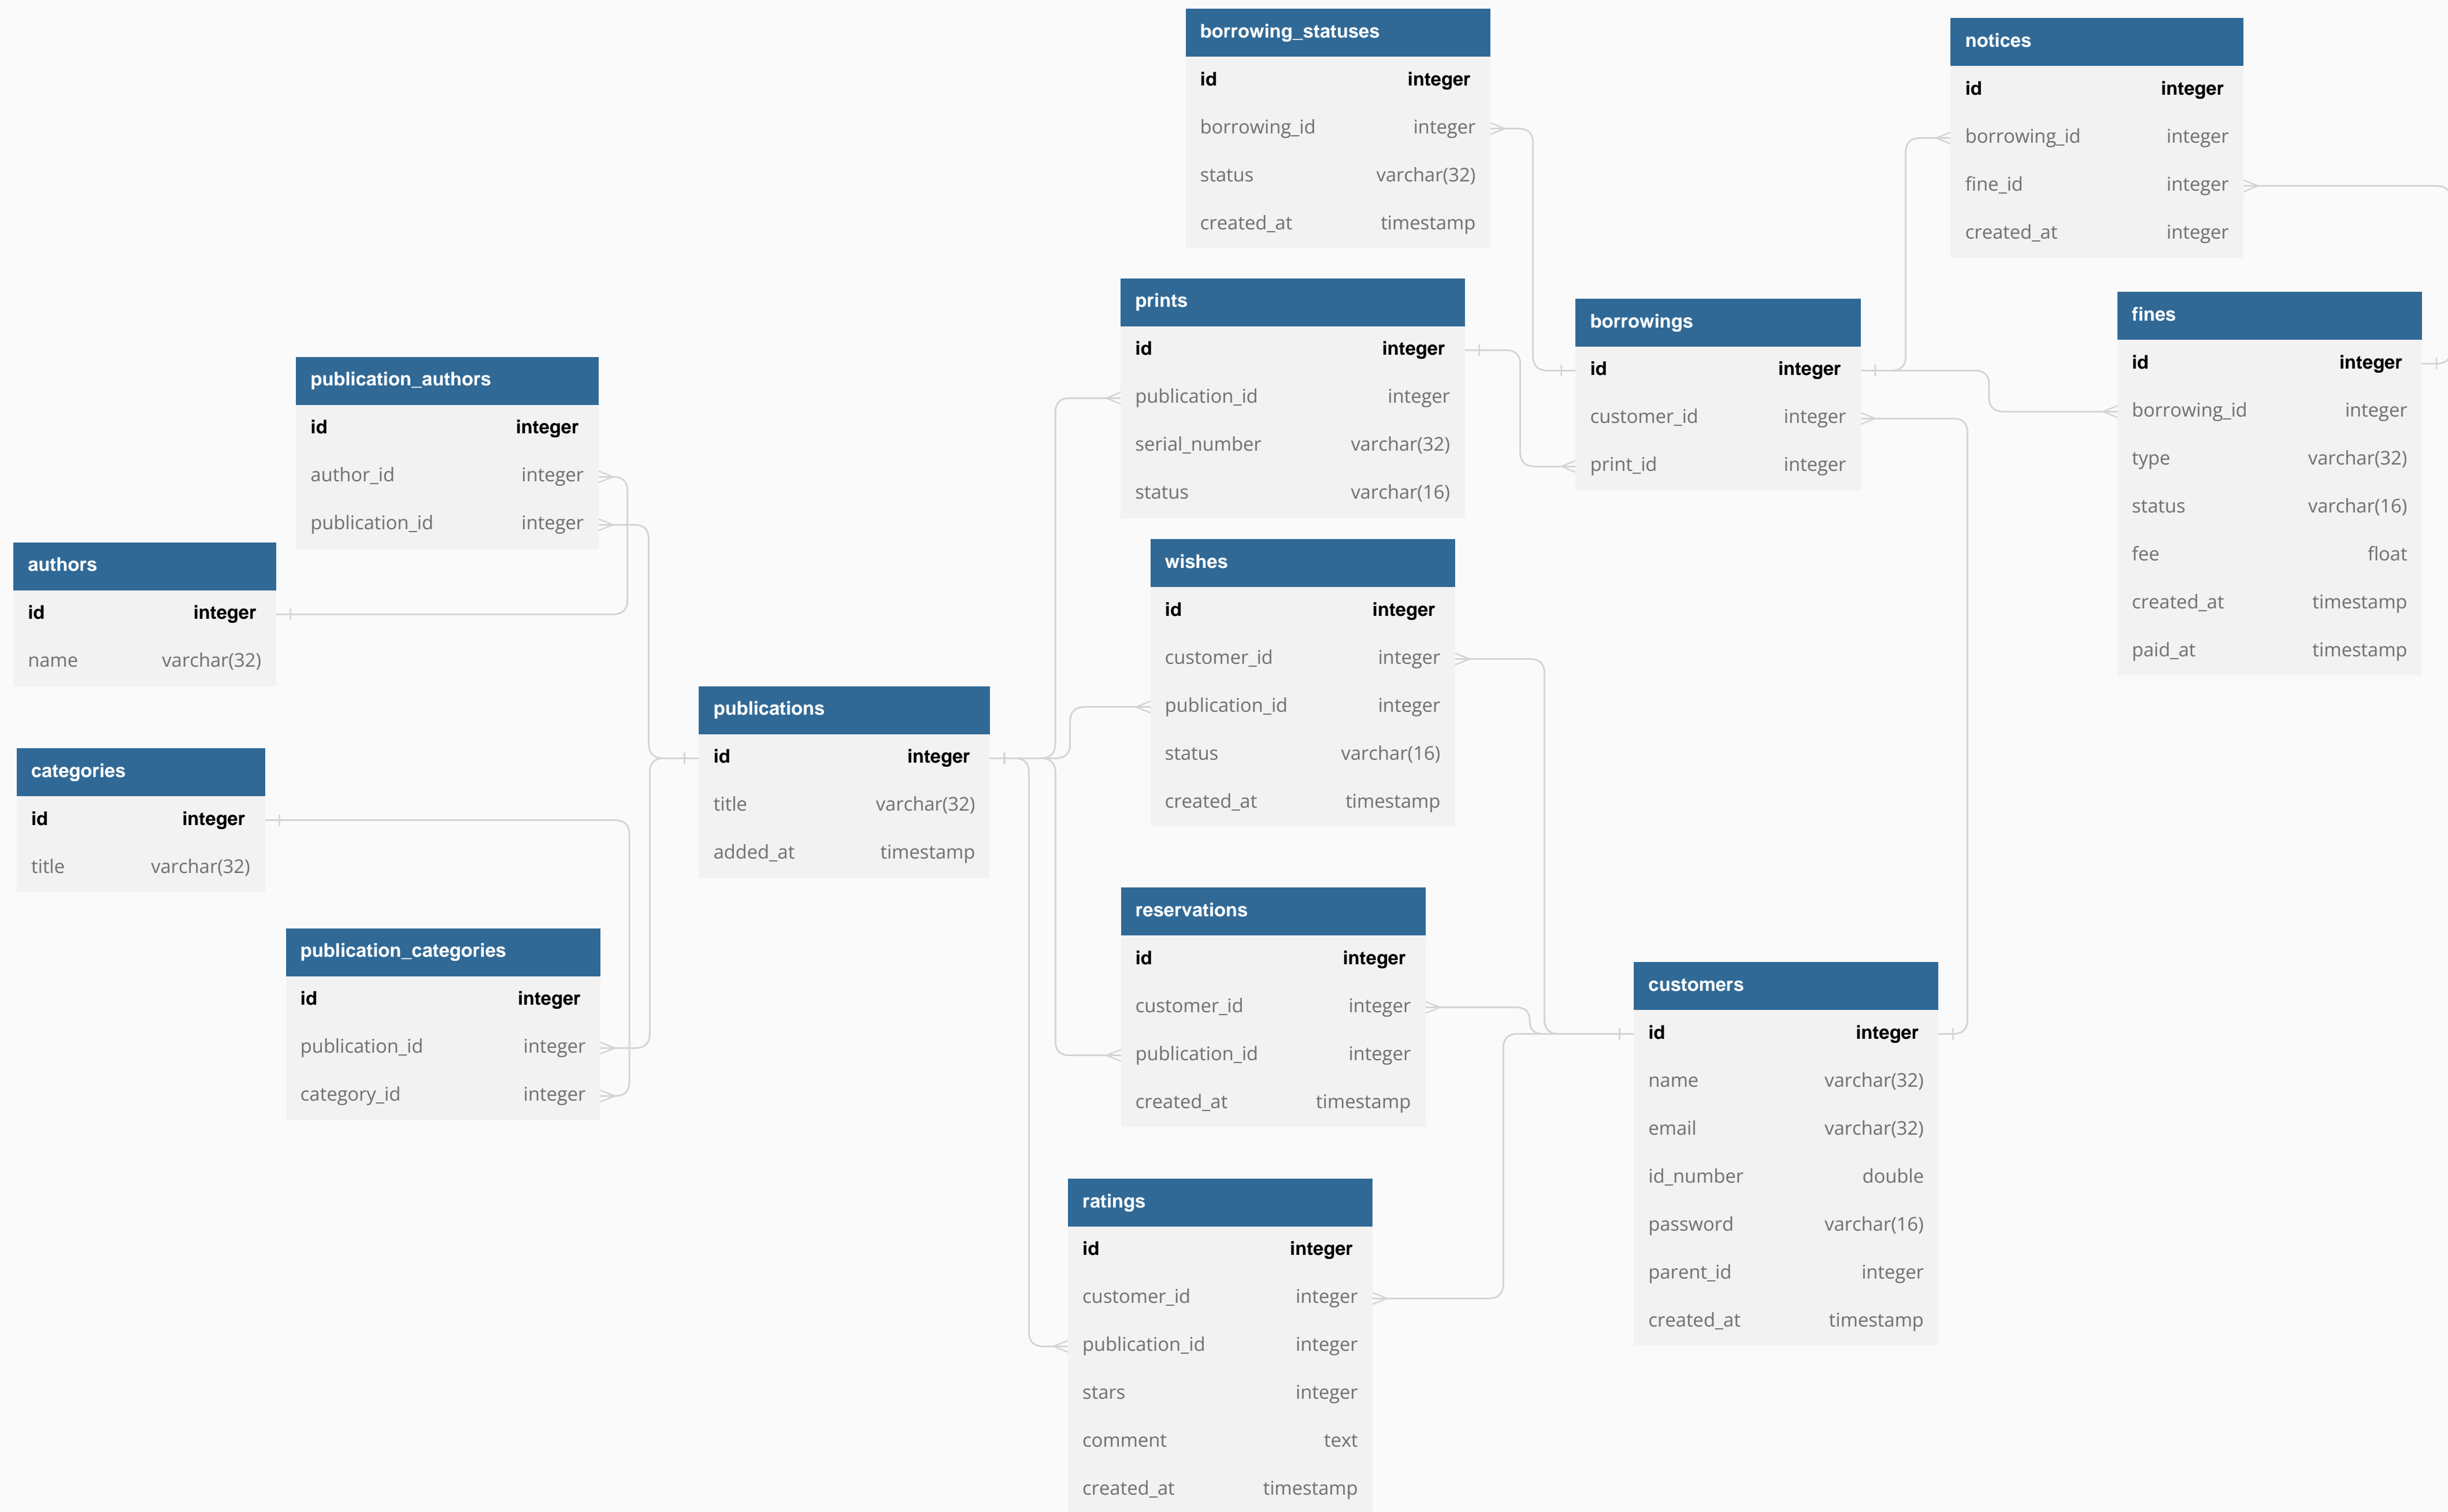 borrowing_statuses
id integer
borrowing_id integer
status varchar(32)
created_at timestamp
notices
id integer
borrowing_id integer
fine_id integer
created_at integer
prints
id integer
publication_id integer
serial_number varchar(32)
status varchar(16)
borrowings
id integer
customer_id integer
print_id integer
fines
id integer
borrowing_id integer
type varchar(32)
status varchar(16)
fee float
created_at timestamp
paid_at timestamp
publication_authors
id integer
author_id integer
publication_id integer
authors
id integer
name varchar(32)
wishes
id integer
customer_id integer
publication_id integer
status varchar(16)
created_at timestamp
publications
id integer
title varchar(32)
added_at timestamp
categories
id integer
title varchar(32)
publication_categories
id integer
publication_id integer
category_id integer
reservations
id integer
customer_id integer
publication_id integer
created_at timestamp
customers
id integer
name varchar(32)
email varchar(32)
id_number double
password varchar(16)
parent_id integer
created_at timestamp
ratings
id integer
customer_id integer
publication_id integer
stars integer
comment text
created_at timestamp